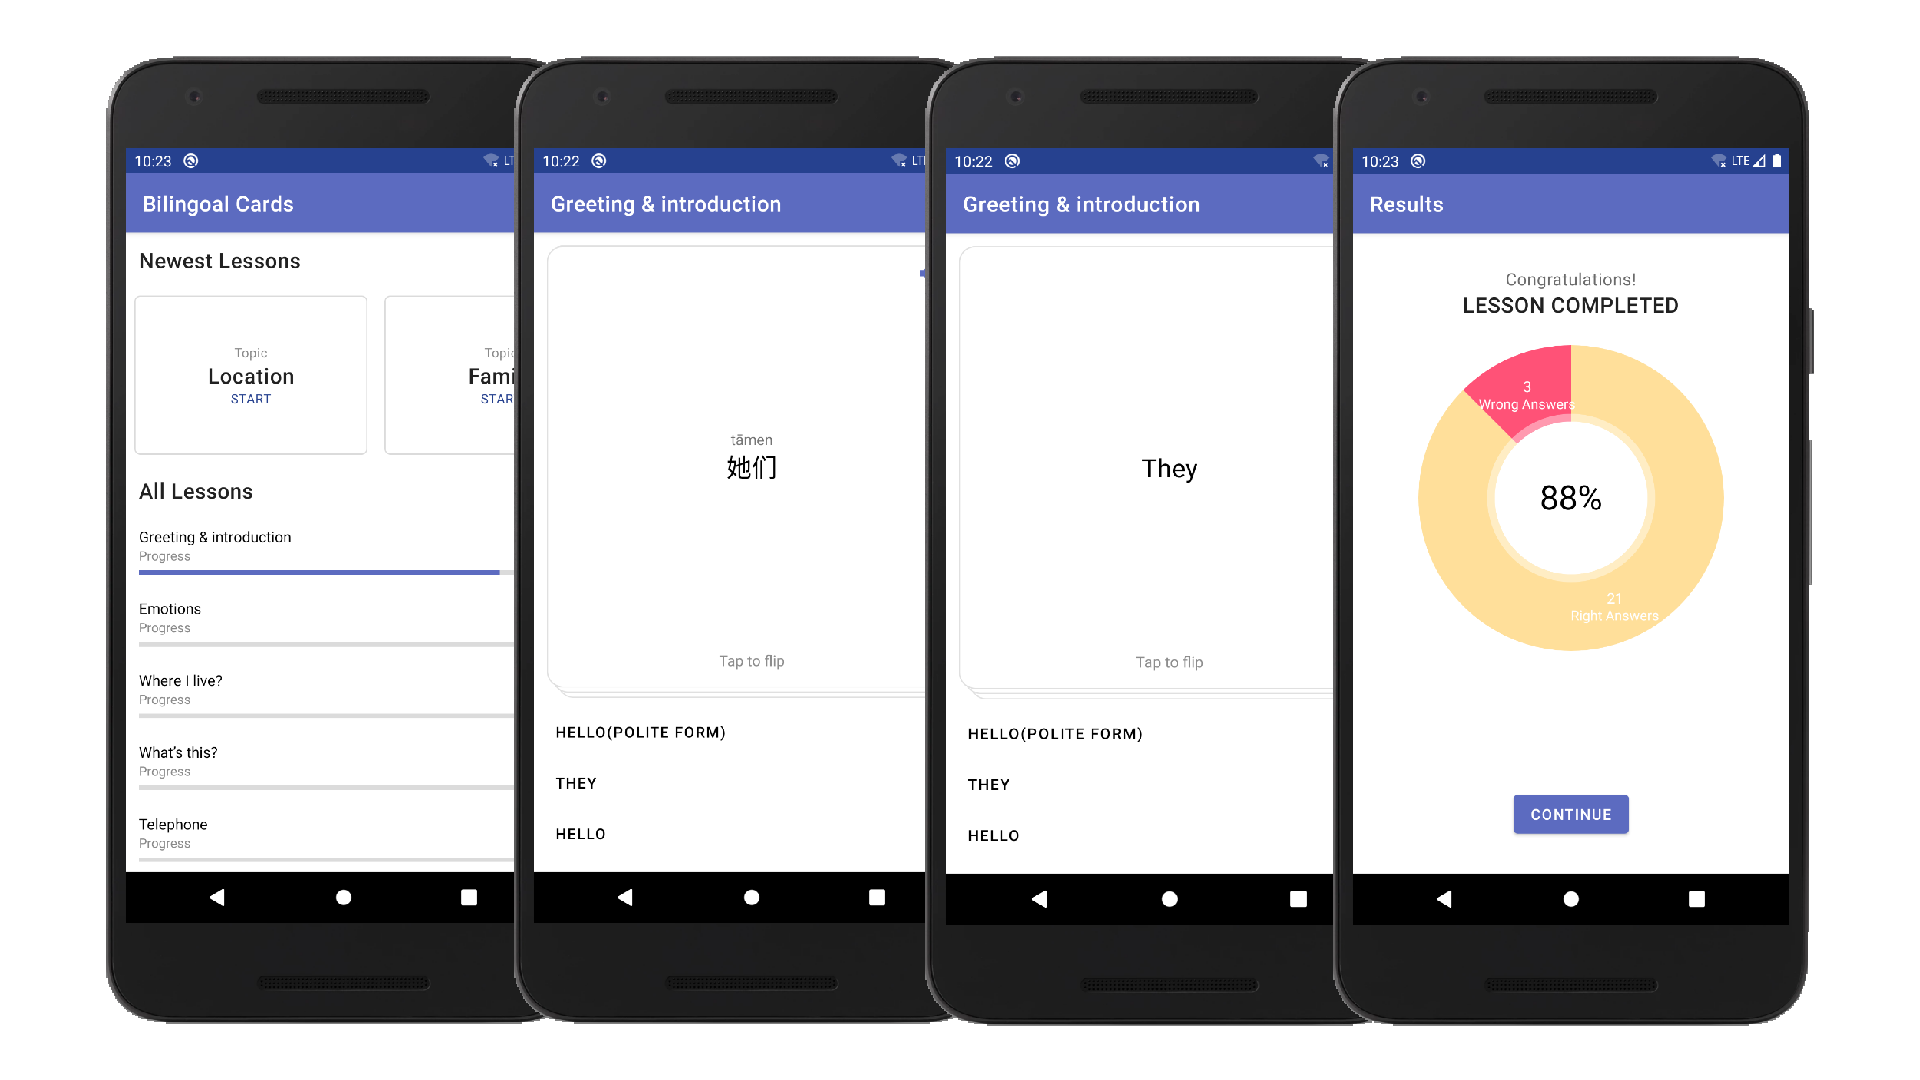 10:23 LT
Bilingoal Cards
Newest Lessons
Topic
Location
START
Topic
Fami
STAR
All Lessons
Greeting & introduction
Progress
Emotions
Progress
Where I live?
Progress
What's this?
Progress
Telephone
Progress
10:22 LTE
Greeting & introduction
tāmen
她们
Tap to flip
HELLO(POLITE FORM)
THEY
HELLO
10:22
Greeting & introduction
They
Tap to flip
HELLO(POLITE FORM)
THEY
HELLO
10:23 LTE
Results
Congratulations!
LESSON COMPLETED
3
Wrong Answers
88%
21
Right Answers
CONTINUE